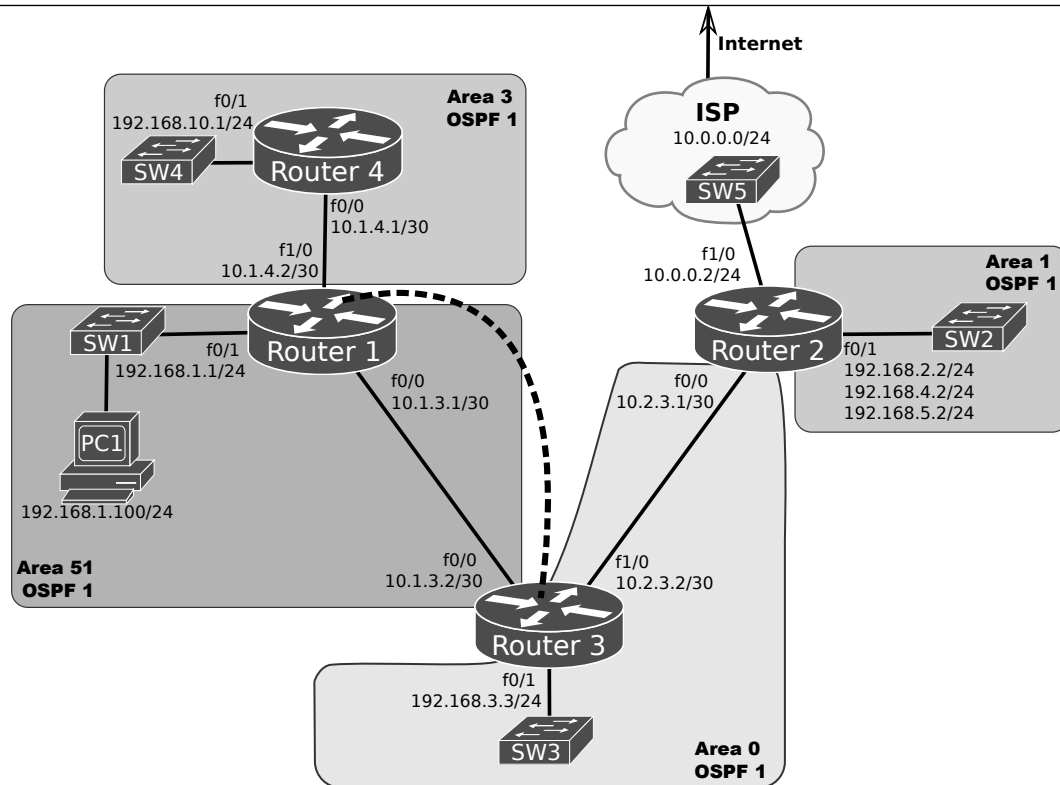 Internet
Area 3
OSPF 1
f0/1
192.168.10.1/24
SW4
Router 4
f0/0
10.1.4.1/30
f1/0
10.1.4.2/30
ISP
10.0.0.0/24
SW5
f1/0
10.0.0.2/24
Area 1
OSPF 1
SW1
f0/1
192.168.1.1/24
Router 1
f0/0
10.1.3.1/30
PC1
192.168.1.100/24
Router 2
f0/0
10.2.3.1/30
f0/1
192.168.2.2/24
192.168.4.2/24
192.168.5.2/24
SW2
Area 51
OSPF 1
f0/0
10.1.3.2/30
f1/0
10.2.3.2/30
Router 3
f0/1
192.168.3.3/24
SW3
Area 0
OSPF 1